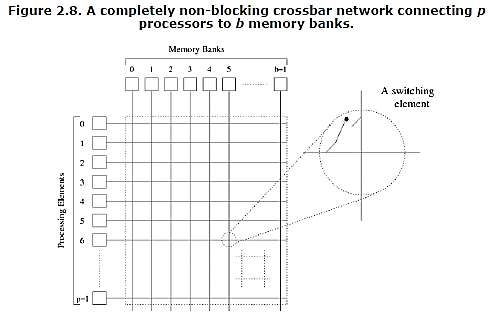 Figure 2.8. A completely non-blocking crossbar network connecting p
processors to b memory banks.
Memory Banks
0 1 2 3 4 5 b-1
A switching
element
Processing Elements
0
1
2
3
4
5
6
p-1